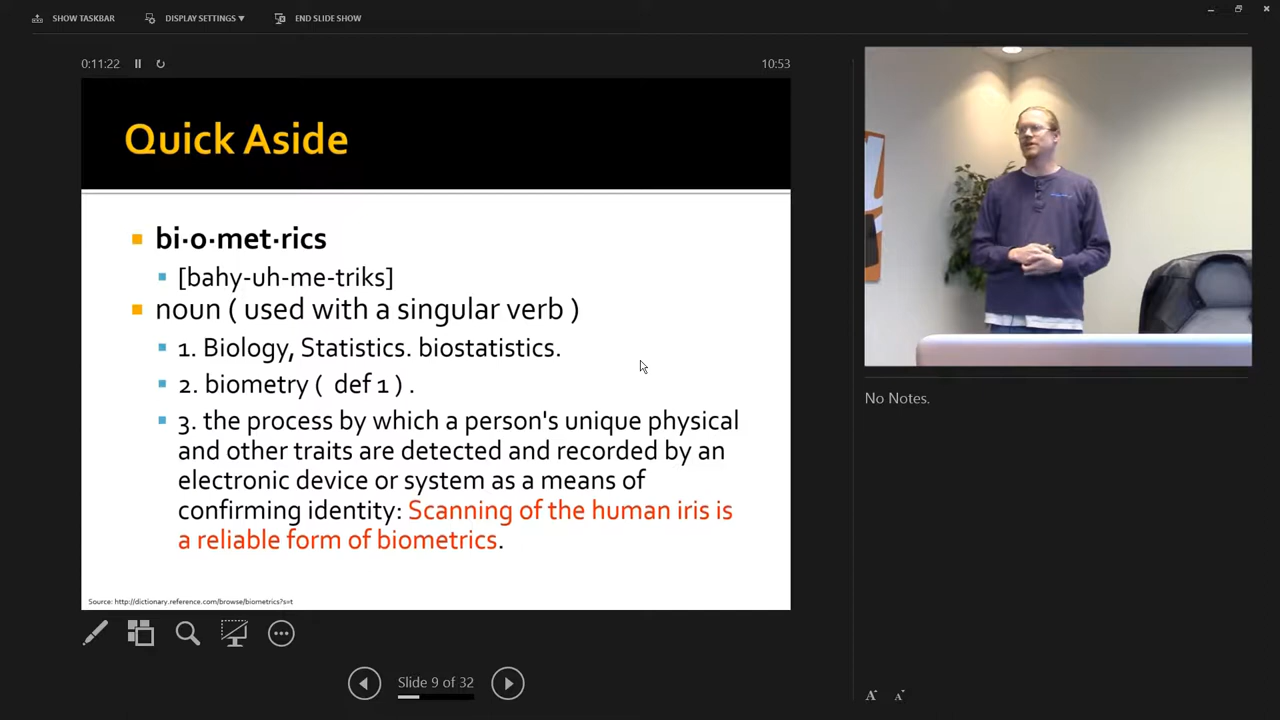 SHOW TASKBAR
DISPLAY SETTINGS ▼
END SLIDE SHOW
0:11:22
10:53
Quick Aside
bi·o·met·rics
[bahy-uh-me-triks]
noun ( used with a singular verb )
1. Biology, Statistics. biostatistics.
2. biometry ( def 1 ) .
3. the process by which a person's unique physical
and other traits are detected and recorded by an
electronic device or system as a means of
confirming identity: Scanning of the human iris is
a reliable form of biometrics.
Source: http://dictionary.reference.com/browse/biometrics?s=t
No Notes.
Slide 9 of 32
A A